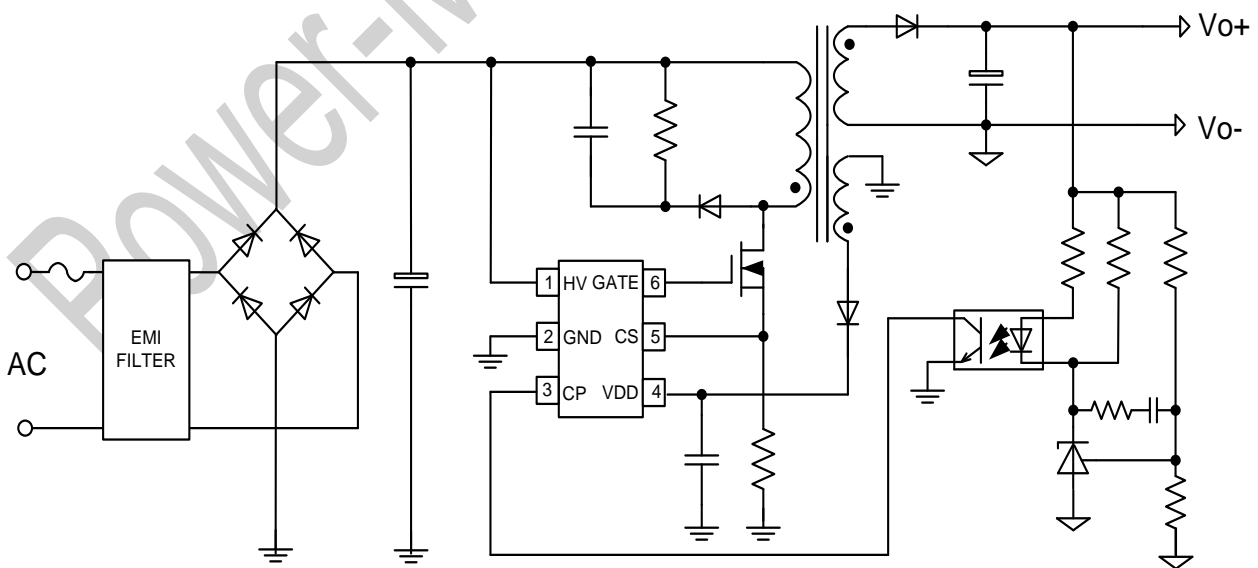 Power-
Vo+
Vo-
AC
EMI
FILTER
1 HV GATE 6
2 GND CS 5
3 CP VDD 4